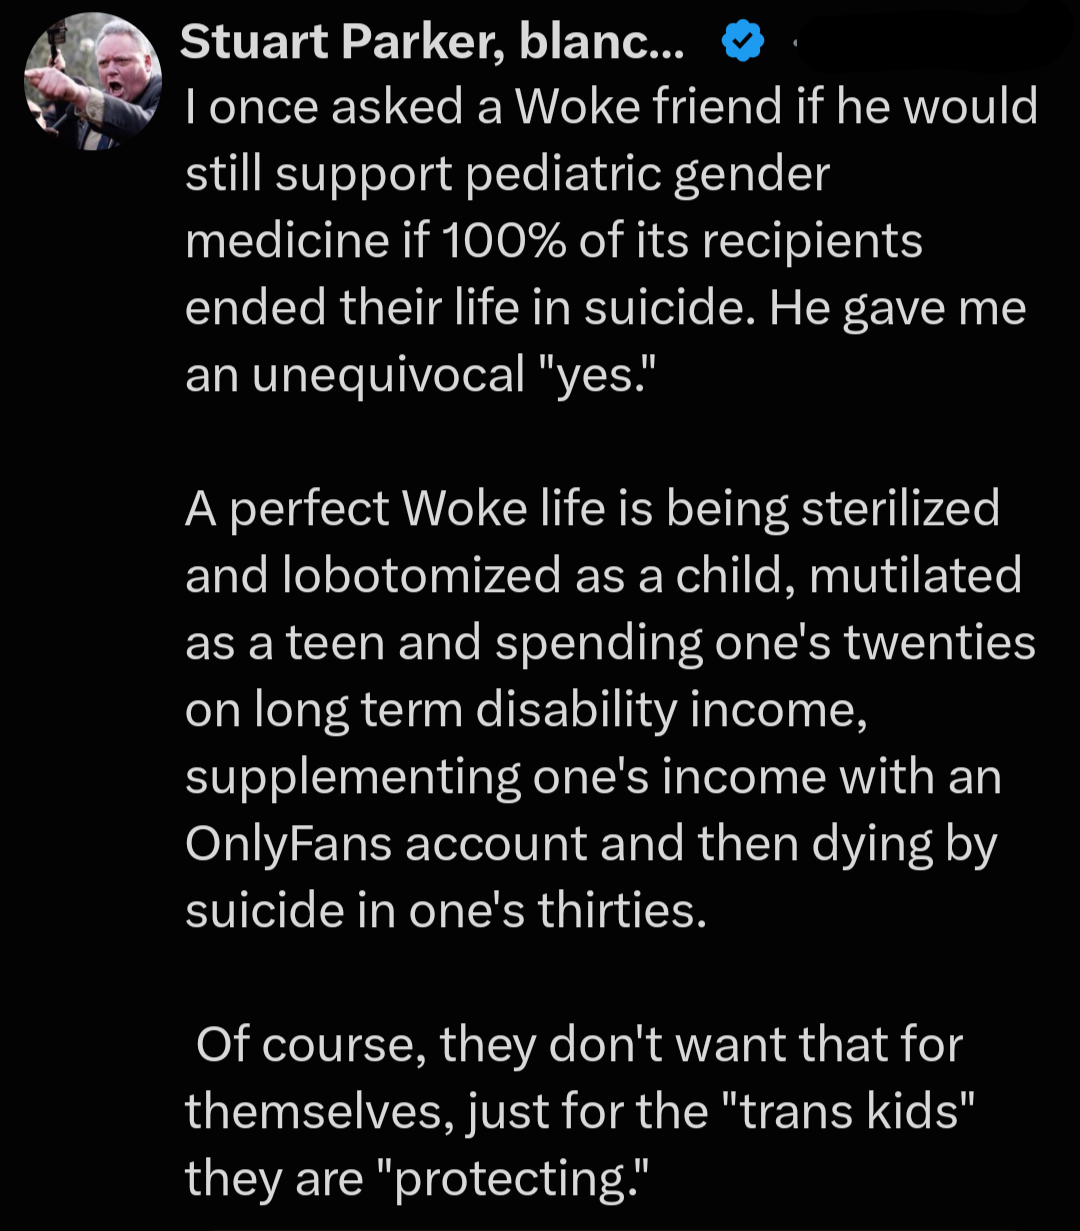 Stuart Parker, blanc...
I once asked a Woke friend if he would
still support pediatric gender
medicine if 100% of its recipients
ended their life in suicide. He gave me
an unequivocal "yes."
A perfect Woke life is being sterilized
and lobotomized as a child, mutilated
as a teen and spending one's twenties
on long term disability income,
supplementing one's income with an
OnlyFans account and then dying by
suicide in one's thirties.
Of course, they don't want that for
themselves, just for the "trans kids"
they are "protecting."